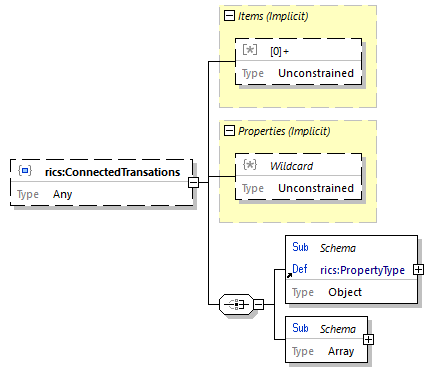 Items (Implicit)
[0]+
Type Unconstrained
Properties (Implicit)
Wildcard
Type Unconstrained
rics:ConnectedTransations
Type Any
Sub Schema
Def rics:PropertyType
Type Object
Sub Schema
Type Array